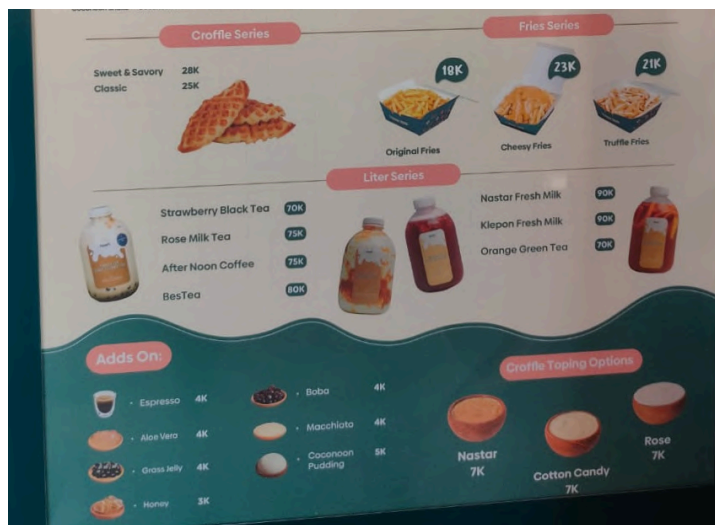 Croffle Series
Sweet & Savory 28K
Classic 25K
Fries Series
18K
Original Fries
23K
Cheesy Fries
21K
Truffle Fries
Liter Series
Strawberry Black Tea 70K
Rose Milk Tea 75K
After Noon Coffee 75K
BesTea 80K
Nastar Fresh Milk 90K
Klepon Fresh Milk 90K
Orange Green Tea 70K
Adds On:
Espresso 4K
Aloe Vera 4K
Grass Jelly 4K
Honey 3K
Boba 4K
Macchiato 4K
Coconoon
Pudding 5K
Croffle Toping Options
Nastar
7K
Cotton Candy
7K
Rose
7K